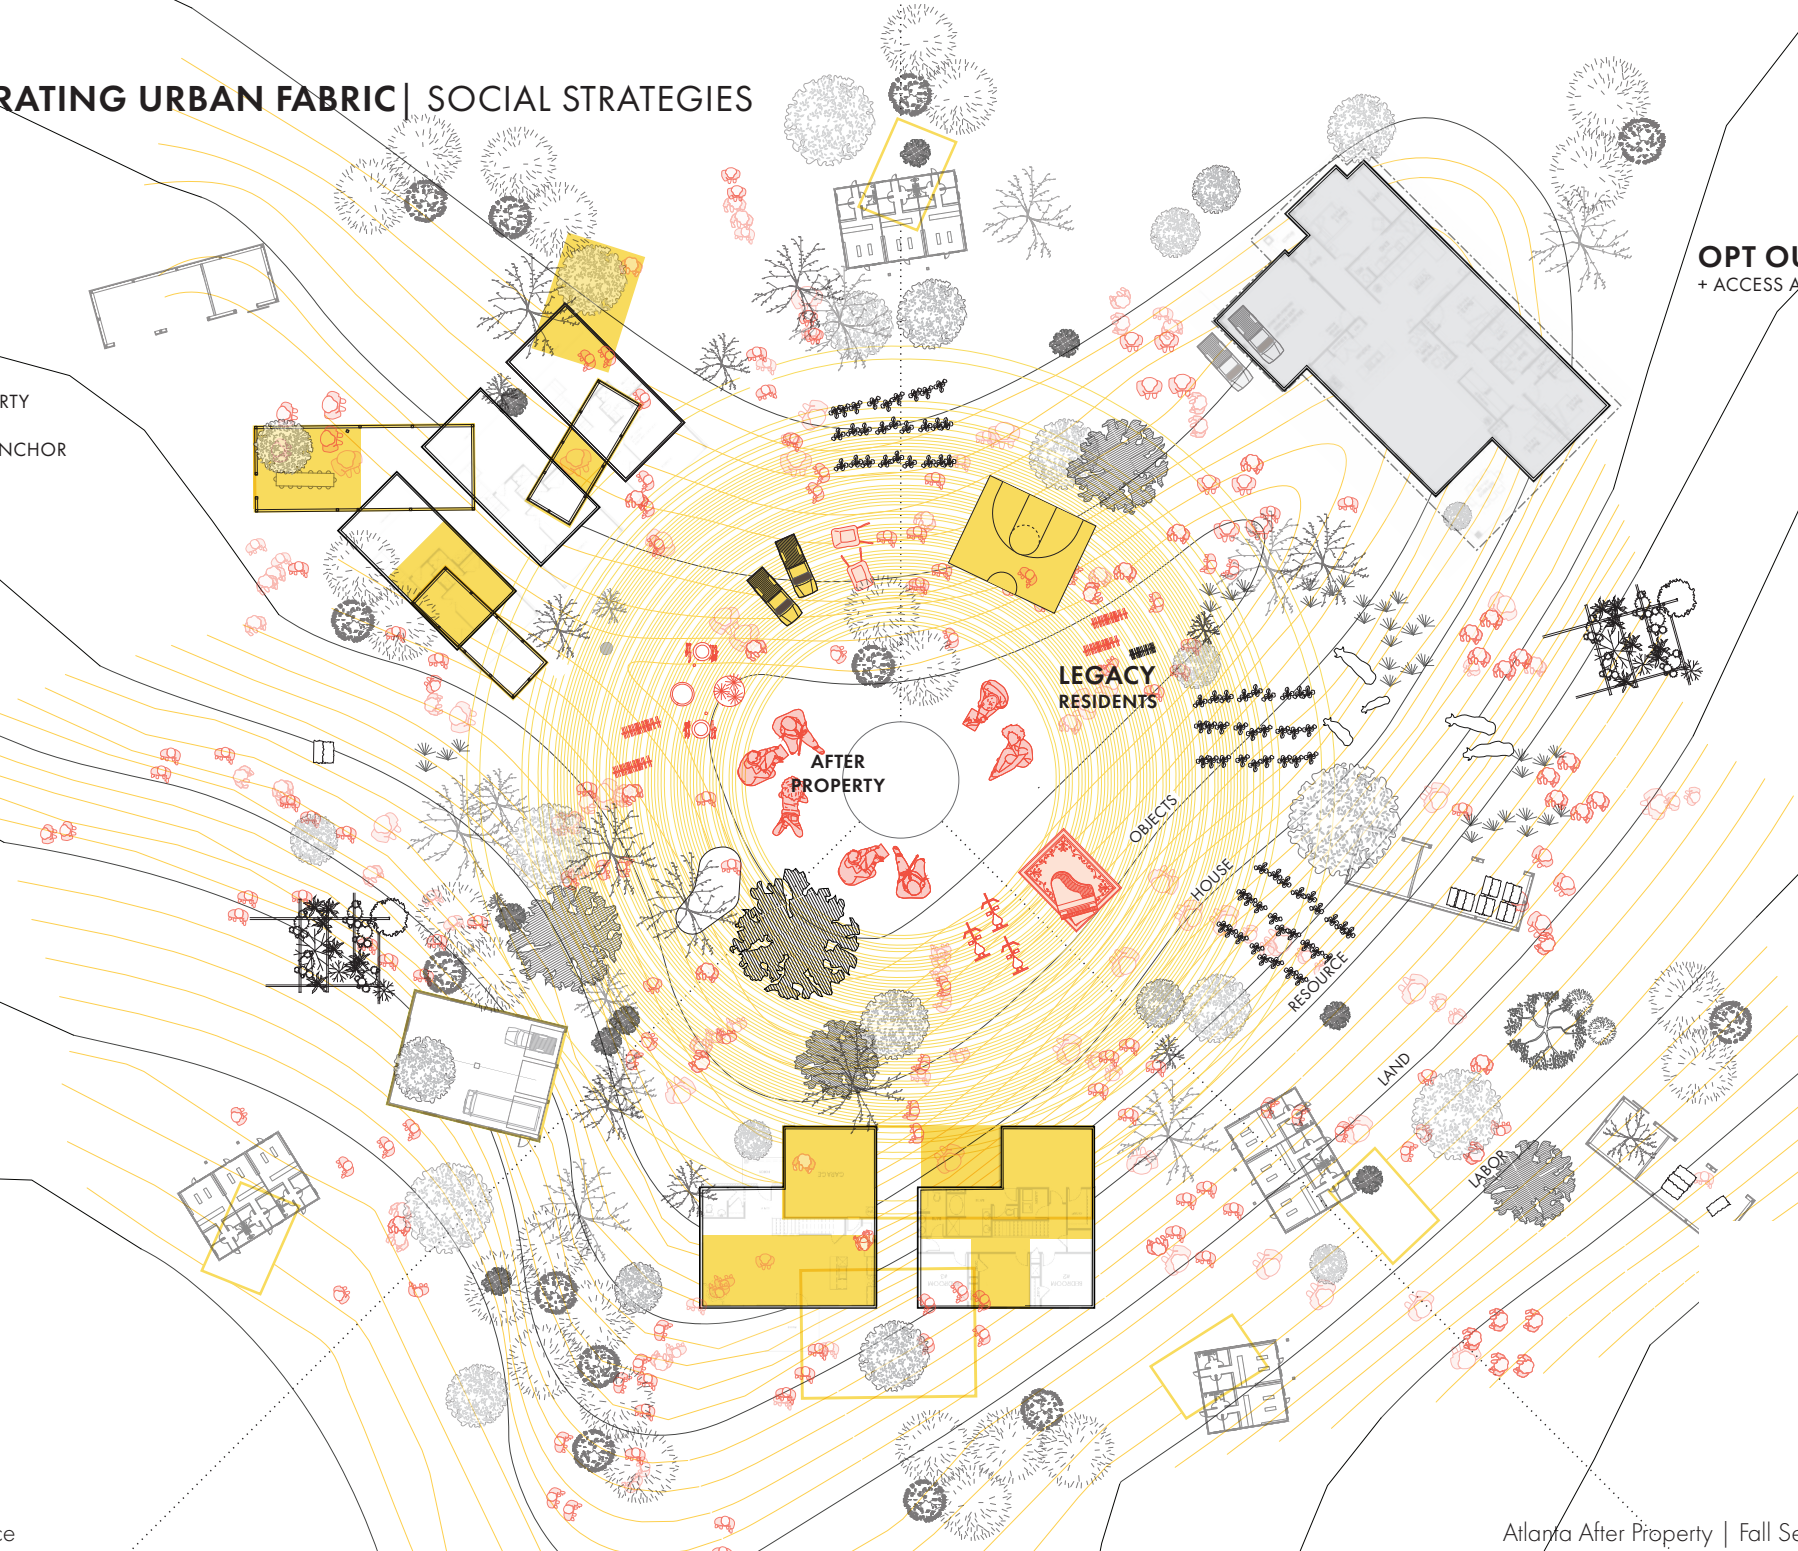 RATING URBAN FABRIC| SOCIAL STRATEGIES
OPT OU
+ ACCESS A
RTY
NCHOR
LEGACY
RESIDENTS
AFTER
PROPERTY
OBJECTS
HOUSE
RESOURCE
LAND
LABOR
ce
Atlanta After Property | Fall Se